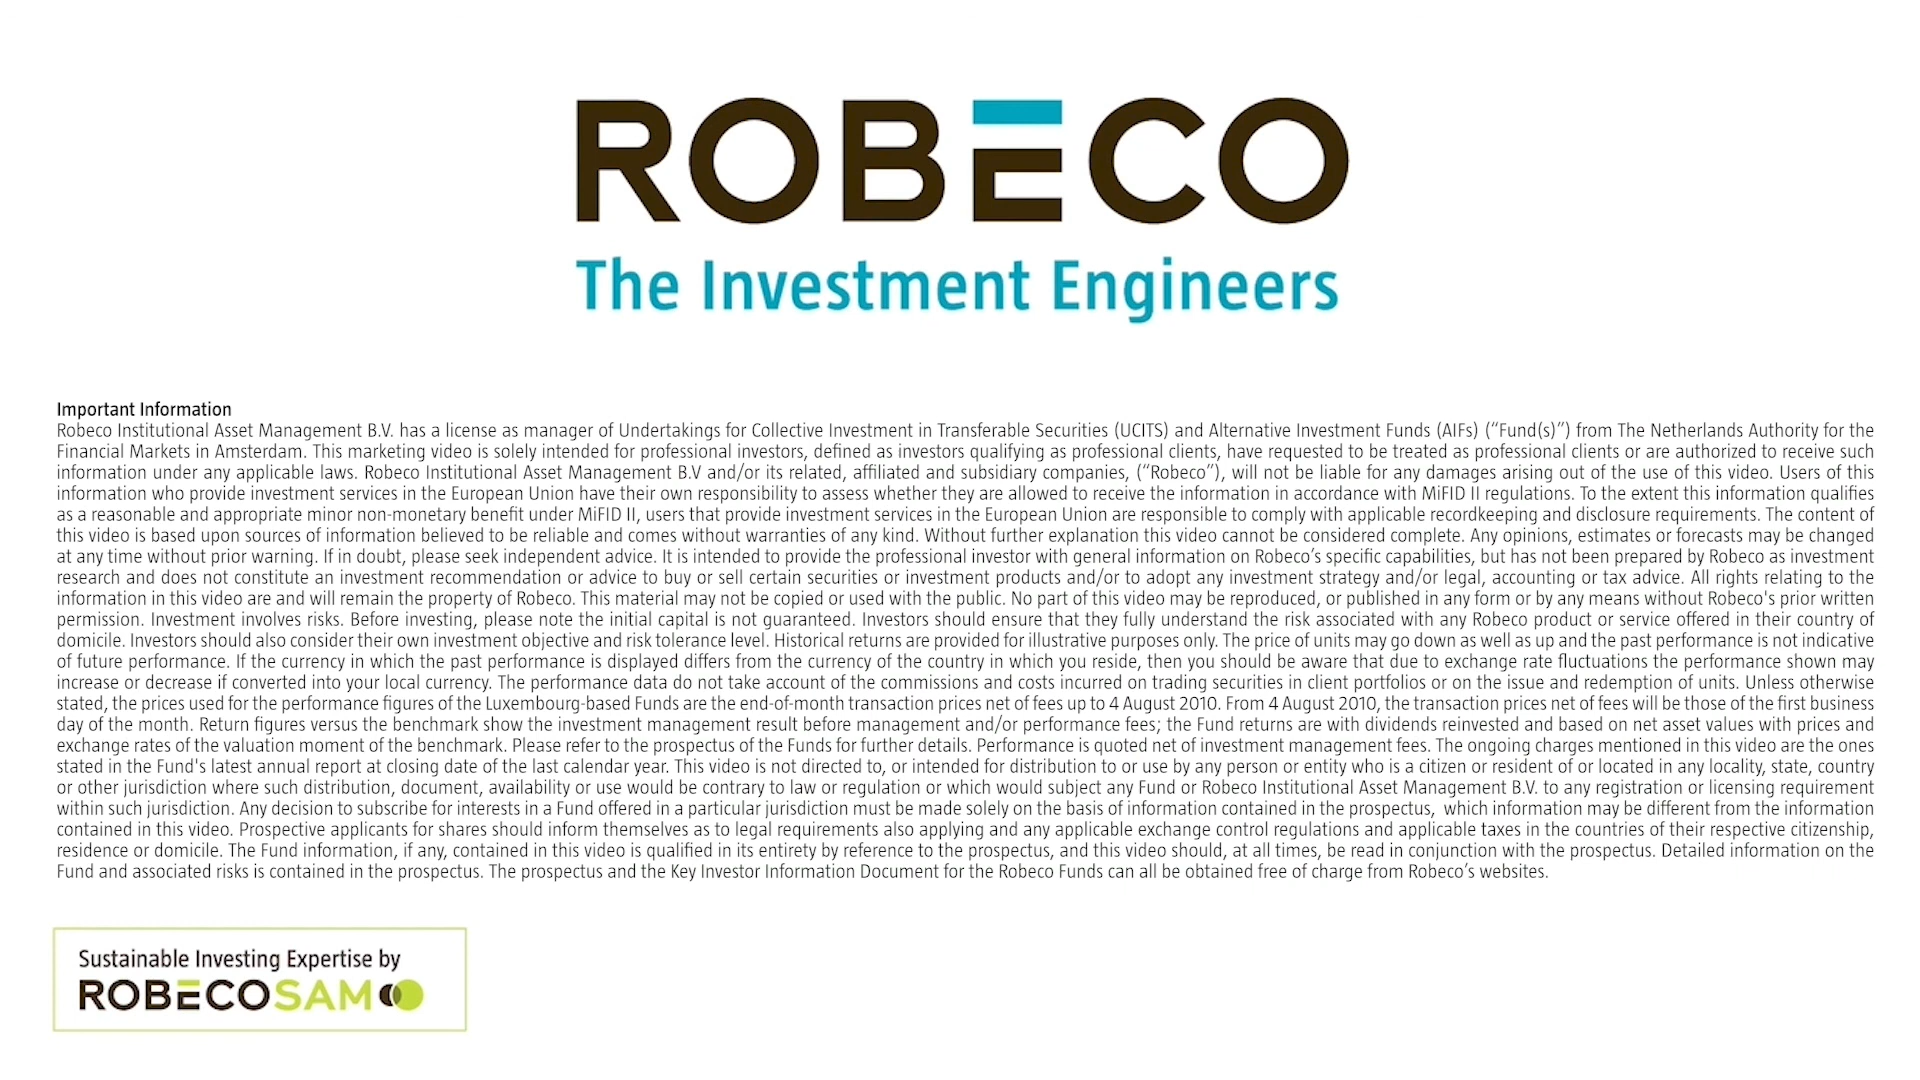 ROBECO
The Investment Engineers
Important Information
Robeco Institutional Asset Management B.V. has a license as manager of Undertakings for Collective Investment in Transferable Securities (UCITS) and Alternative Investment Funds (AIFs) (“Fund(s)”) from The Netherlands Authority for the
Financial Markets in Amsterdam. This marketing video is solely intended for professional investors, defined as investors qualifying as professional clients, have requested to be treated as professional clients or are authorized to receive such
information under any applicable laws. Robeco Institutional Asset Management B.V and/or its related, affiliated and subsidiary companies, (“Robeco”), will not be liable for any damages arising out of the use of this video. Users of this
information who provide investment services in the European Union have their own responsibility to assess whether they are allowed to receive the information in accordance with MiFID II regulations. To the extent this information qualifies
as a reasonable and appropriate minor non-monetary benefit under MiFID II, users that provide investment services in the European Union are responsible to comply with applicable recordkeeping and disclosure requirements. The content of
this video is based upon sources of information believed to be reliable and comes without warranties of any kind. Without further explanation this video cannot be considered complete. Any opinions, estimates or forecasts may be changed
at any time without prior warning. If in doubt, please seek independent advice. It is intended to provide the professional investor with general information on Robeco’s specific capabilities, but has not been prepared by Robeco as investment
research and does not constitute an investment recommendation or advice to buy or sell certain securities or investment products and/or to adopt any investment strategy and/or legal, accounting or tax advice. All rights relating to the
information in this video are and will remain the property of Robeco. This material may not be copied or used with the public. No part of this video may be reproduced, or published in any form or by any means without Robeco's prior written
permission. Investment involves risks. Before investing, please note the initial capital is not guaranteed. Investors should ensure that they fully understand the risk associated with any Robeco product or service offered in their country of
domicile. Investors should also consider their own investment objective and risk tolerance level. Historical returns are provided for illustrative purposes only. The price of units may go down as well as up and the past performance is not indicative
of future performance. If the currency in which the past performance is displayed differs from the currency of the country in which you reside, then you should be aware that due to exchange rate fluctuations the performance shown may
increase or decrease if converted into your local currency. The performance data do not take account of the commissions and costs incurred on trading securities in client portfolios or on the issue and redemption of units. Unless otherwise
stated, the prices used for the performance figures of the Luxembourg-based Funds are the end-of-month transaction prices net of fees up to 4 August 2010. From 4 August 2010, the transaction prices net of fees will be those of the first business
day of the month. Return figures versus the benchmark show the investment management result before management and/or performance fees; the Fund returns are with dividends reinvested and based on net asset values with prices and
exchange rates of the valuation moment of the benchmark. Please refer to the prospectus of the Funds for further details. Performance is quoted net of investment management fees. The ongoing charges mentioned in this video are the ones
stated in the Fund's latest annual report at closing date of the last calendar year. This video is not directed to, or intended for distribution to or use by any person or entity who is a citizen or resident of or located in any locality, state, country
or other jurisdiction where such distribution, document, availability or use would be contrary to law or regulation or which would subject any Fund or Robeco Institutional Asset Management B.V. to any registration or licensing requirement
within such jurisdiction. Any decision to subscribe for interests in a Fund offered in a particular jurisdiction must be made solely on the basis of information contained in the prospectus, which information may be different from the information
contained in this video. Prospective applicants for shares should inform themselves as to legal requirements also applying and any applicable exchange control regulations and applicable taxes in the countries of their respective citizenship,
residence or domicile. The Fund information, if any, contained in this video is qualified in its entirety by reference to the prospectus, and this video should, at all times, be read in conjunction with the prospectus. Detailed information on the
Fund and associated risks is contained in the prospectus. The prospectus and the Key Investor Information Document for the Robeco Funds can all be obtained free of charge from Robeco’s websites.
Sustainable Investing Expertise by
ROBECOSAM